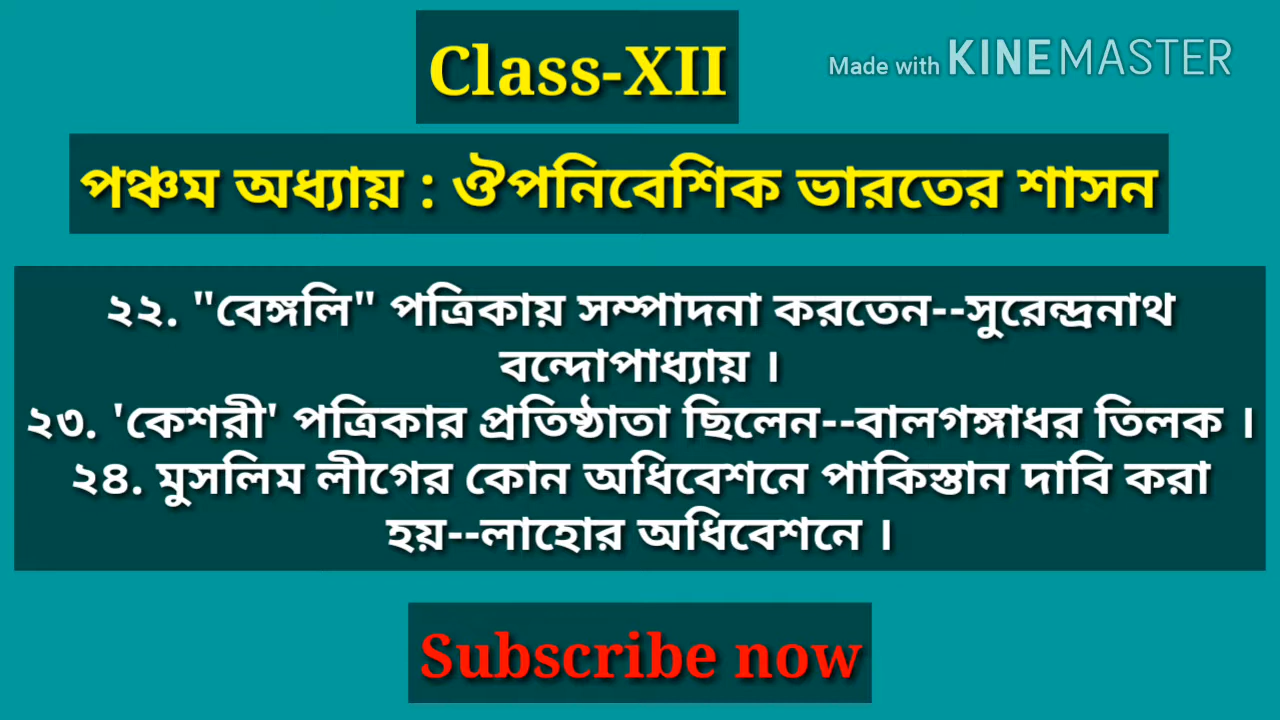 Class-XII
Made with KINEMASTER
পঞ্চম অধ্যায় : ঔপনিবেশিক ভারতের শাসন
২২. "বেঙ্গলি" পত্রিকায় সম্পাদনা করতেন--সুরেন্দ্রনাথ
বন্দোপাধ্যায় ।
২৩. 'কেশরী' পত্রিকার প্রতিষ্ঠাতা ছিলেন--বালগঙ্গাধর তিলক ।
২৪. মুসলিম লীগের কোন অধিবেশনে পাকিস্তান দাবি করা
হয়--লাহোর অধিবেশনে ।
Subscribe now